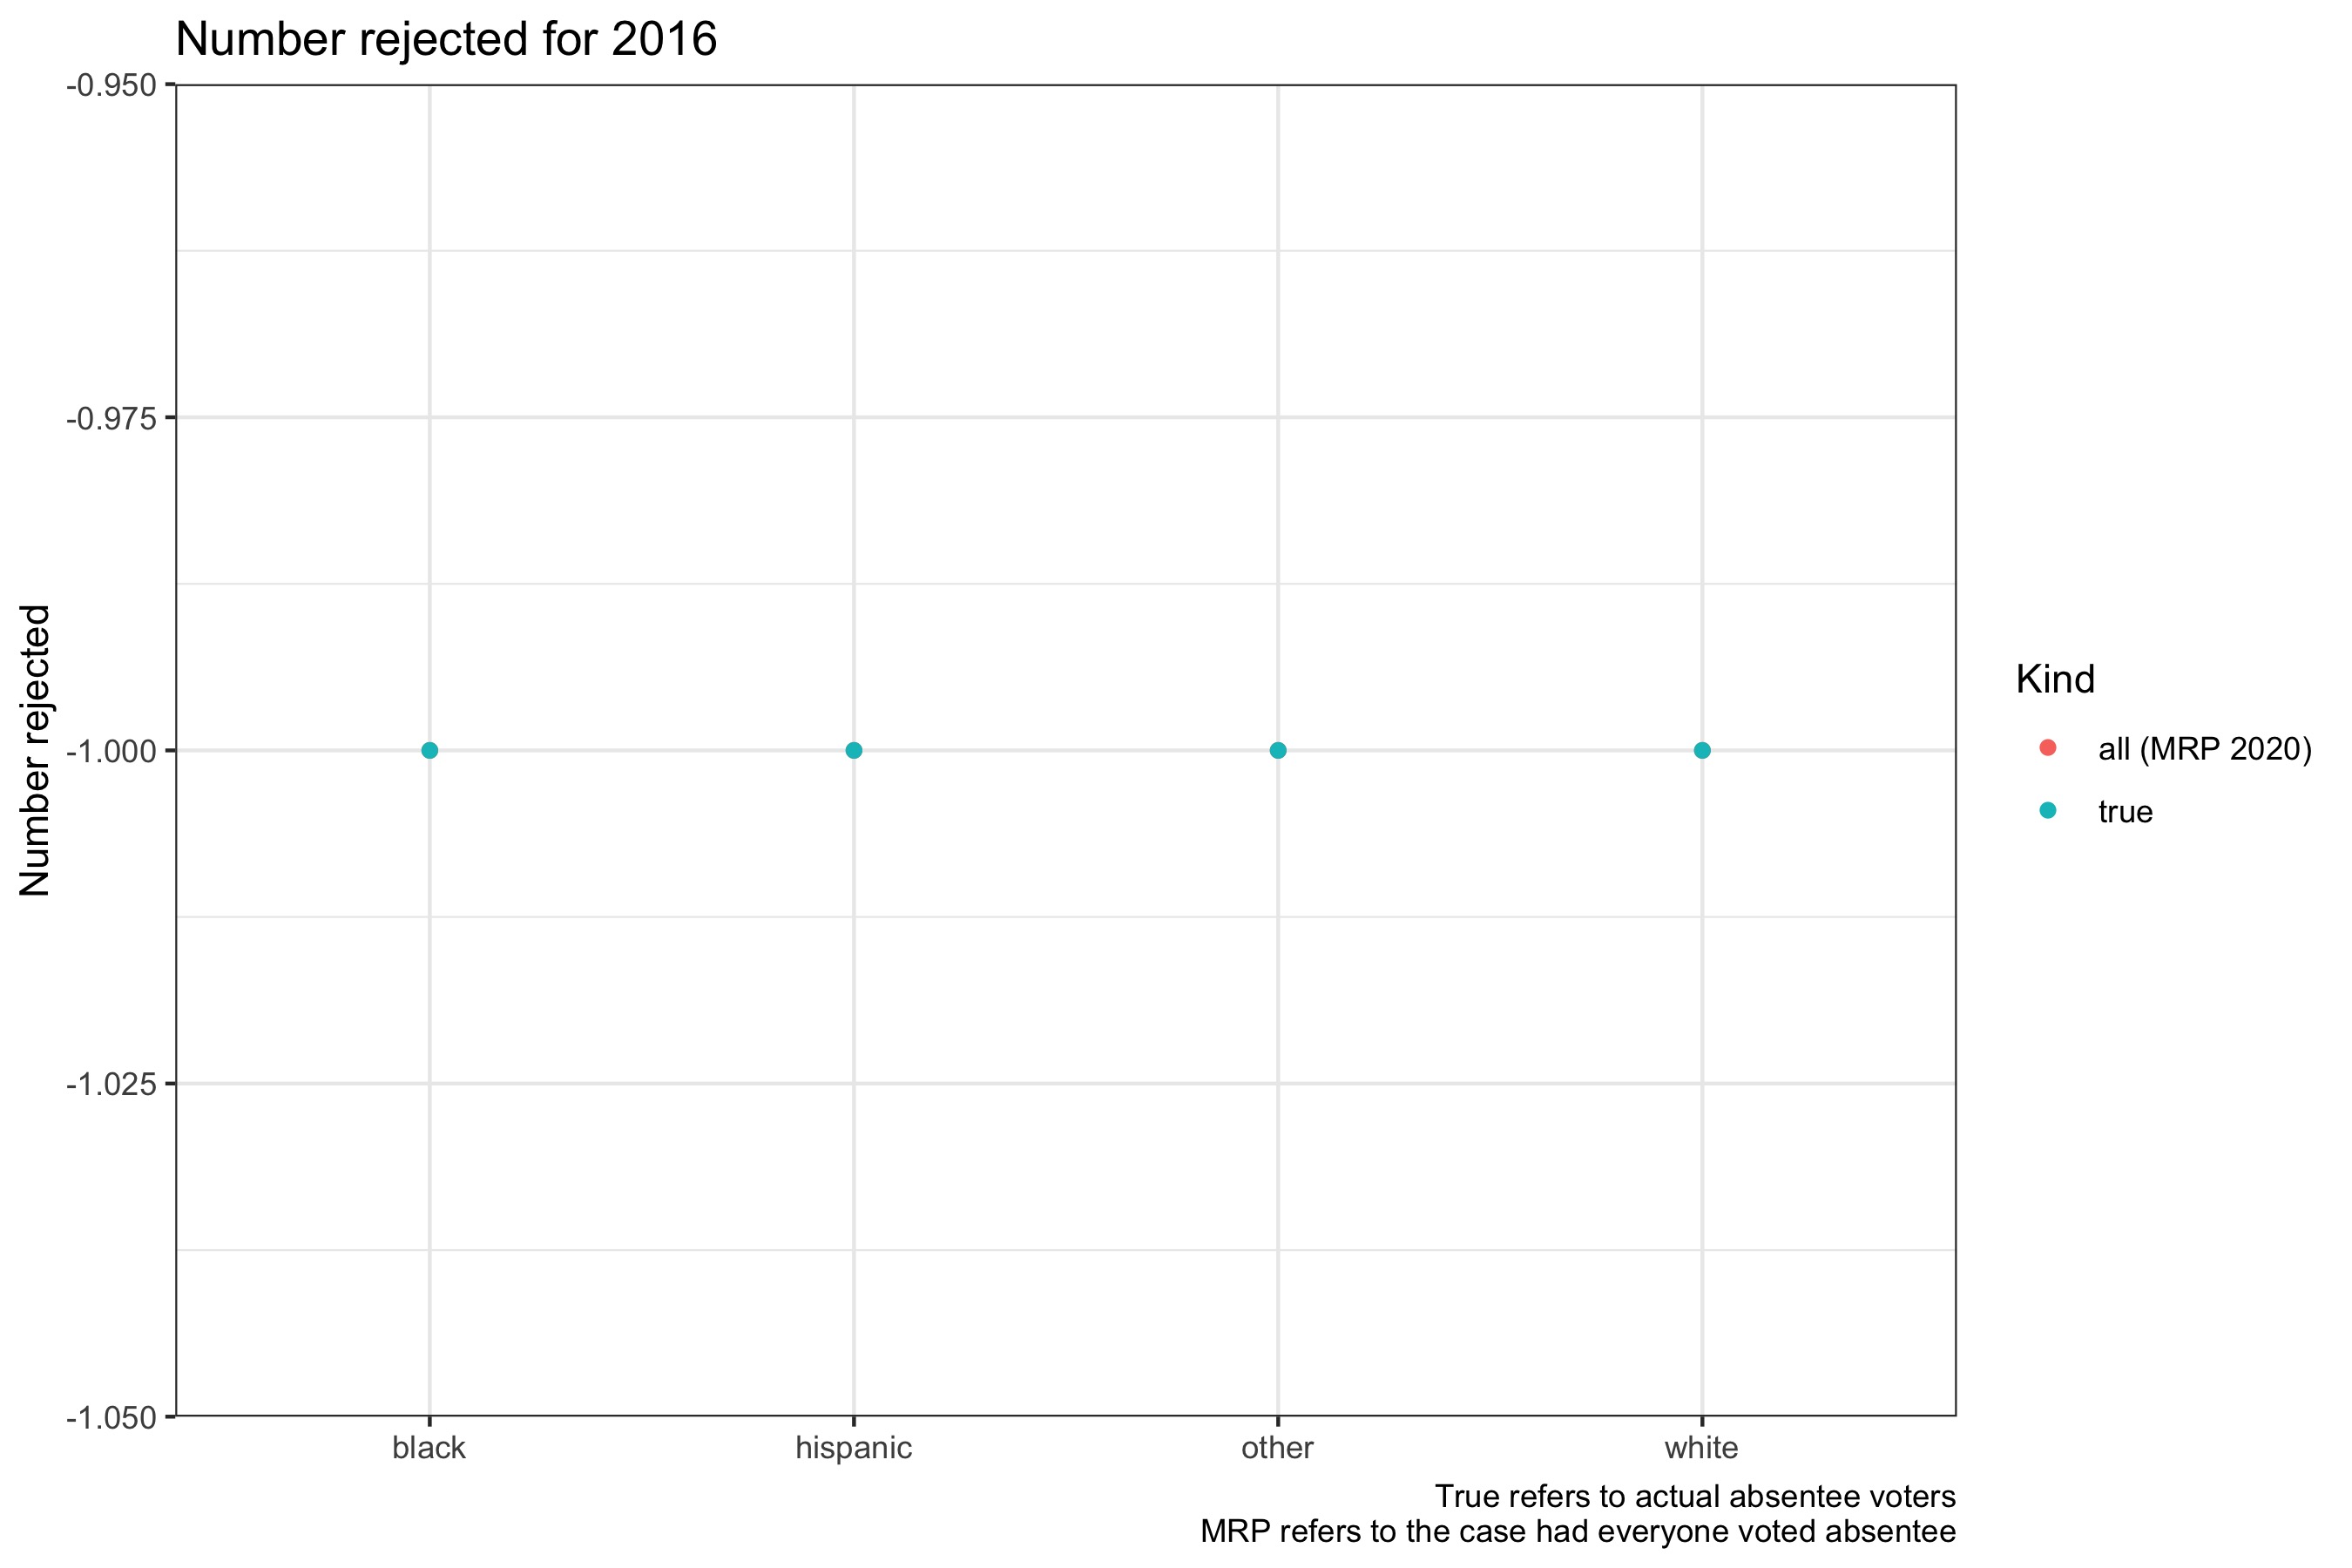 Number rejected for 2016
-0.950
-0.975
-1.000
-1.025
-1.050
Number rejected
black
hispanic
other
white
Kind
all (MRP 2020)
true
True refers to actual absentee voters
MRP refers to the case had everyone voted absentee